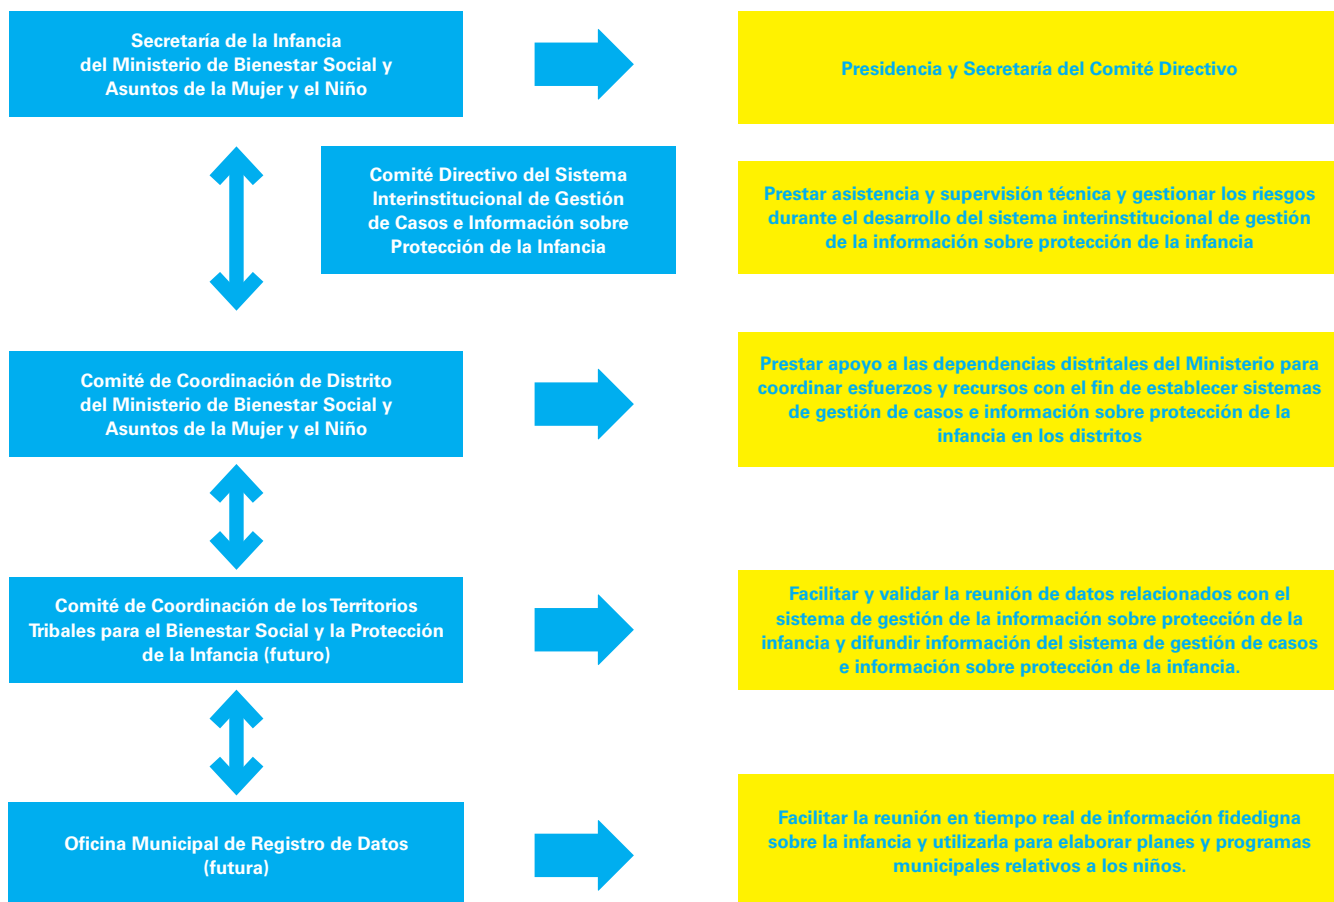 Secretaría de la Infancia
del Ministerio de Bienestar Social y
Asuntos de la Mujer y el Niño
Presidencia y Secretaría del Comité Directivo
Comité Directivo del Sistema
Interinstitucional de Gestión
de Casos e Información sobre
Protección de la Infancia
Prestar asistencia y supervisión técnica y gestionar los riesgos
durante el desarrollo del sistema interinstitucional de gestión
de la información sobre protección de la infancia
Comité de Coordinación de Distrito
del Ministerio de Bienestar Social y
Asuntos de la Mujer y el Niño
Prestar apoyo a las dependencias distritales del Ministerio para
coordinar esfuerzos y recursos con el fin de establecer sistemas
de gestión de casos e información sobre protección de la
infancia en los distritos
Comité de Coordinación de los Territorios
Tribales para el Bienestar Social y la Protección
de la Infancia (futuro)
Facilitar y validar la reunión de datos relacionados con el
sistema de gestión de la información sobre protección de la
infancia y difundir información del sistema de gestión de casos
e información sobre protección de la infancia.
Oficina Municipal de Registro de Datos
(futura)
Facilitar la reunión en tiempo real de información fidedigna
sobre la infancia y utilizarla para elaborar planes y programas
municipales relativos a los niños.